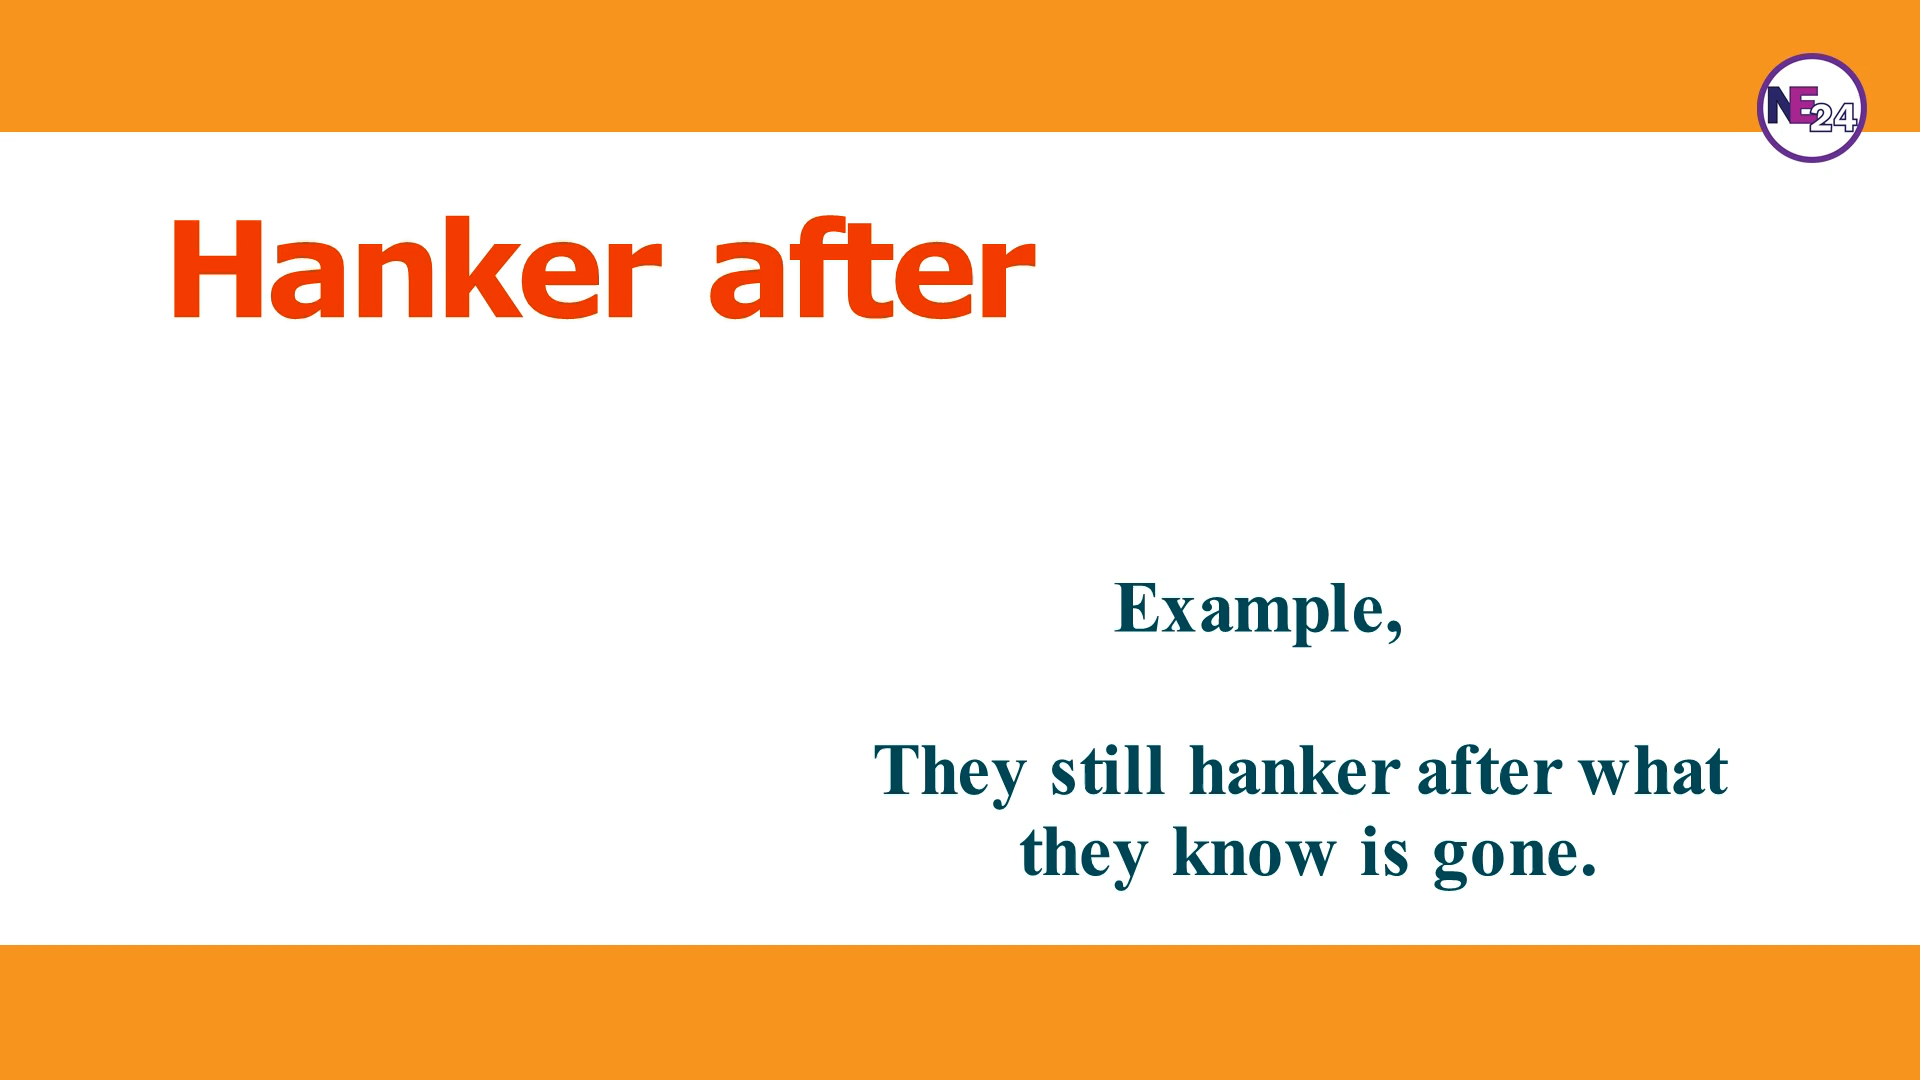 NE24
Hanker after
Example,
They still hanker after what
they know is gone.